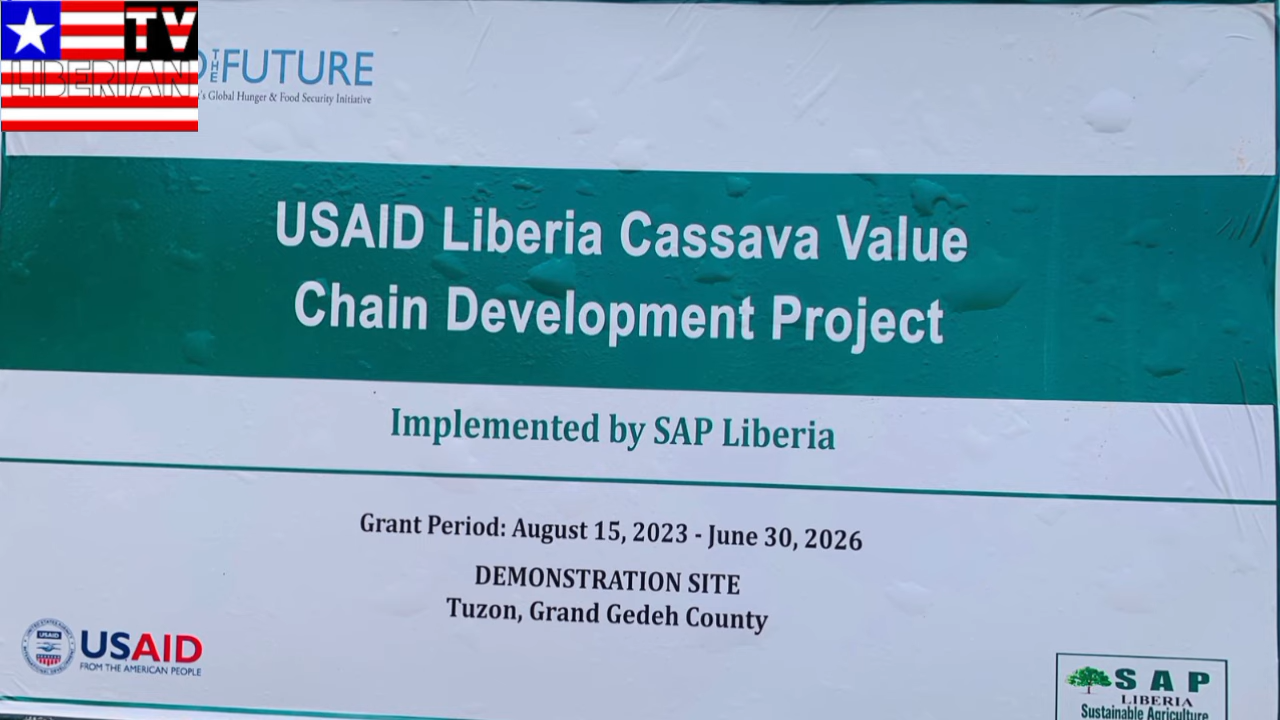 TV
LIBERIAN
THE FUTURE
's Global Hunger & Food Security Initiative
USAID Liberia Cassava Value
Chain Development Project
Implemented by SAP Liberia
Grant Period: August 15, 2023 - June 30, 2026
DEMONSTRATION SITE
Tuzon, Grand Gedeh County
USAID
USAID
FROM THE AMERICAN PEOPLE
SAP
LIBERIA
Sustainable Agriculture